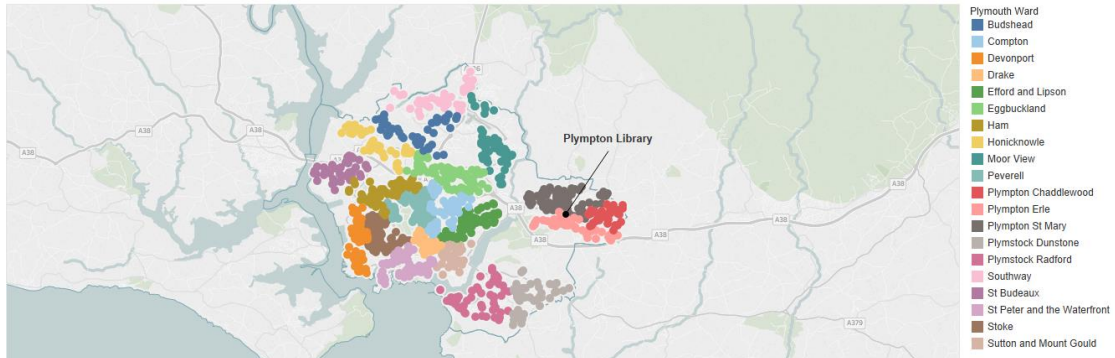 Plymouth Ward
Budshead
Compton
Devonport
Drake
Efford and Lipson
Eggbuckland
Ham
Honicknowle
Moor View
Peverell
Plympton Chaddlewood
Plympton Erle
Plympton St Mary
Plymstock Dunstone
Plymstock Radford
Southway
St Budeaux
St Peter and the Waterfront
Stoke
Sutton and Mount Gould
Plympton Library
A38
A38
A38
A38
A38
A38
A38
A379